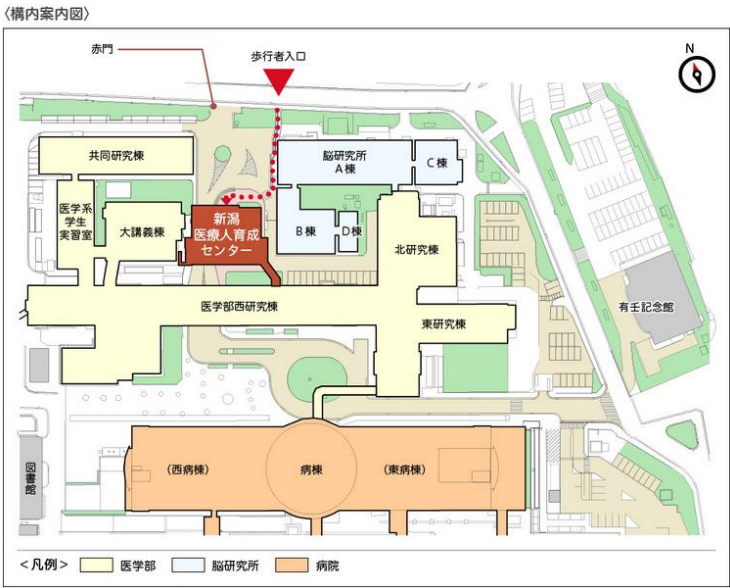 〈構内案内図〉
赤門
歩行者入口
N
共同研究棟
脳研究所
A棟
C棟
医学系
学生
実習室
大講義棟
新潟
医療人育成
センター
B棟
D棟
北研究棟
医学部西研究棟
東研究棟
有壬記念館
図書館
（西病棟）
病棟
（東病棟）
＜凡例＞
医学部
脳研究所
病院